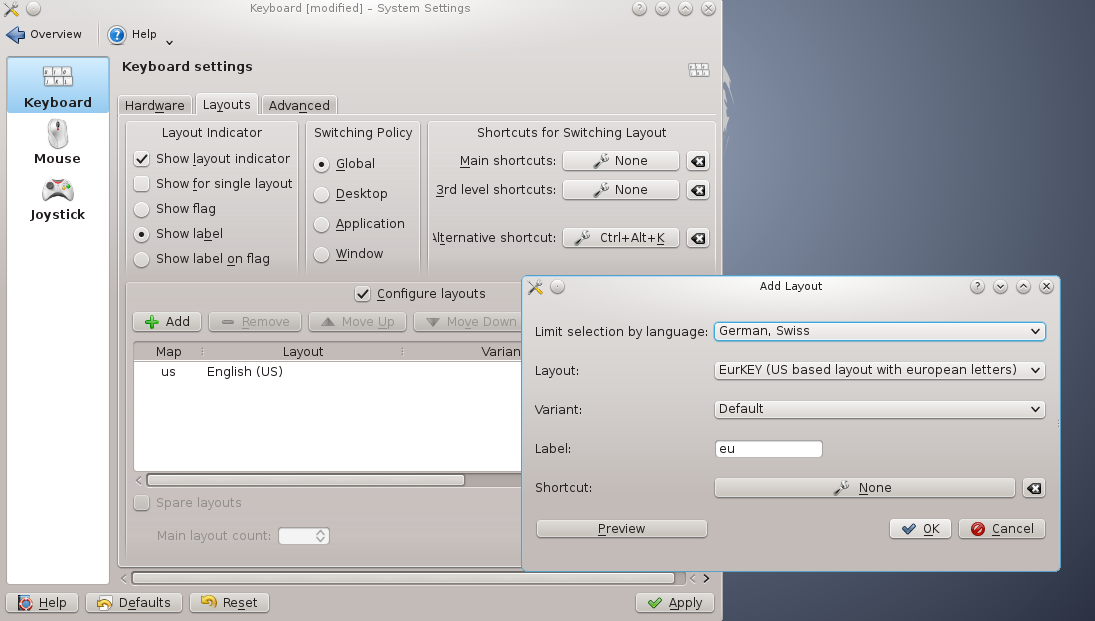 Keyboard [modified] – System Settings
Overview
Help
Keyboard
Mouse
Joystick
Keyboard settings
Hardware
Layouts
Advanced
Layout Indicator
Show layout indicator
Show for single layout
Show flag
Show label
Show label on flag
Switching Policy
Global
Desktop
Application
Window
Shortcuts for Switching Layout
Main shortcuts: None
3rd level shortcuts: None
Alternative shortcut: Ctrl+Alt+K
Configure layouts
Add
Remove
Move Up
Move Down
Map Layout Varian
us English (US)
Spare layouts
Main layout count:
Help
Defaults
Reset
Apply
Add Layout
Limit selection by language: German, Swiss
Layout: EurKEY (US based layout with european letters)
Variant: Default
Label: eu
Shortcut: None
Preview
OK
Cancel